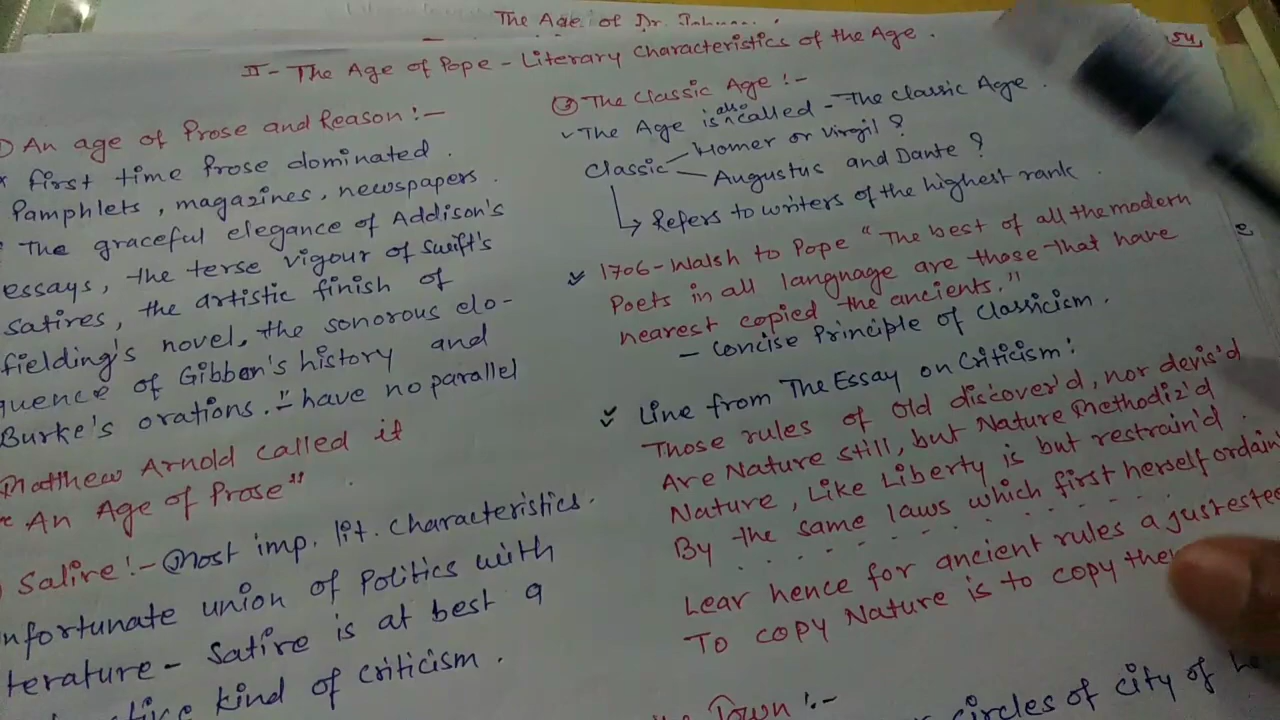 The Age of Dr.
II - The Age of Pope - Literary Characteristics of the Age.
54
An age of Prose and Reason :-
first time Prose dominated.
Pamphlets, magazines, newspapers.
The graceful elegance of Addison's
essays, the terse vigour of Swift's
satires, the artistic finish of
fielding's novel, the sonorous elo-
quence of Gibbon's history and
Burke's orations." - have no parallel
Matthew Arnold called it
"An Age of Prose"
Satire :- Most imp. lit. characteristics.
nfortunate union of Politics with
terature - Satire is at best a
kind of criticism.
③ The Classic Age :-
The Age is also called - The Classic Age.
Classic Homer or Virgil ?
Augustus and Dante ?
Refers to writers of the highest rank.
1706 - Walsh to Pope "The best of all the modern
Poets in all language are those that have
nearest copied the ancients."
- Concise Principle of Classicism.
Line from The Essay on Criticism :
Those rules of old discover'd, nor devis'd
Are Nature still, but Nature Methodiz'd
Nature, Like Liberty is but restrain'd
By the same laws which first herself ordain
Lear hence for ancient rules a just estee
To copy Nature is to copy the
Town :-
circles of city of